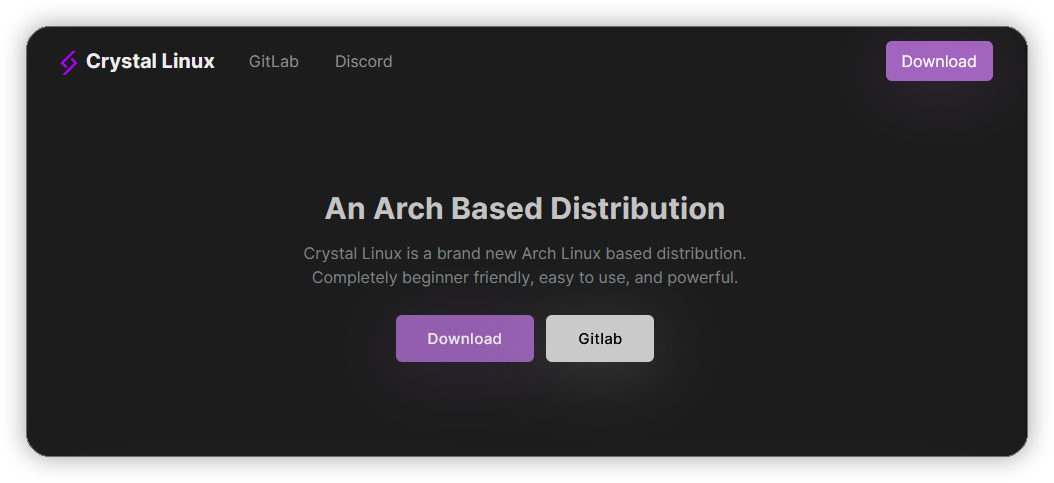 Crystal Linux GitLab Discord Download
An Arch Based Distribution
Crystal Linux is a brand new Arch Linux based distribution.
Completely beginner friendly, easy to use, and powerful.
Download Gitlab